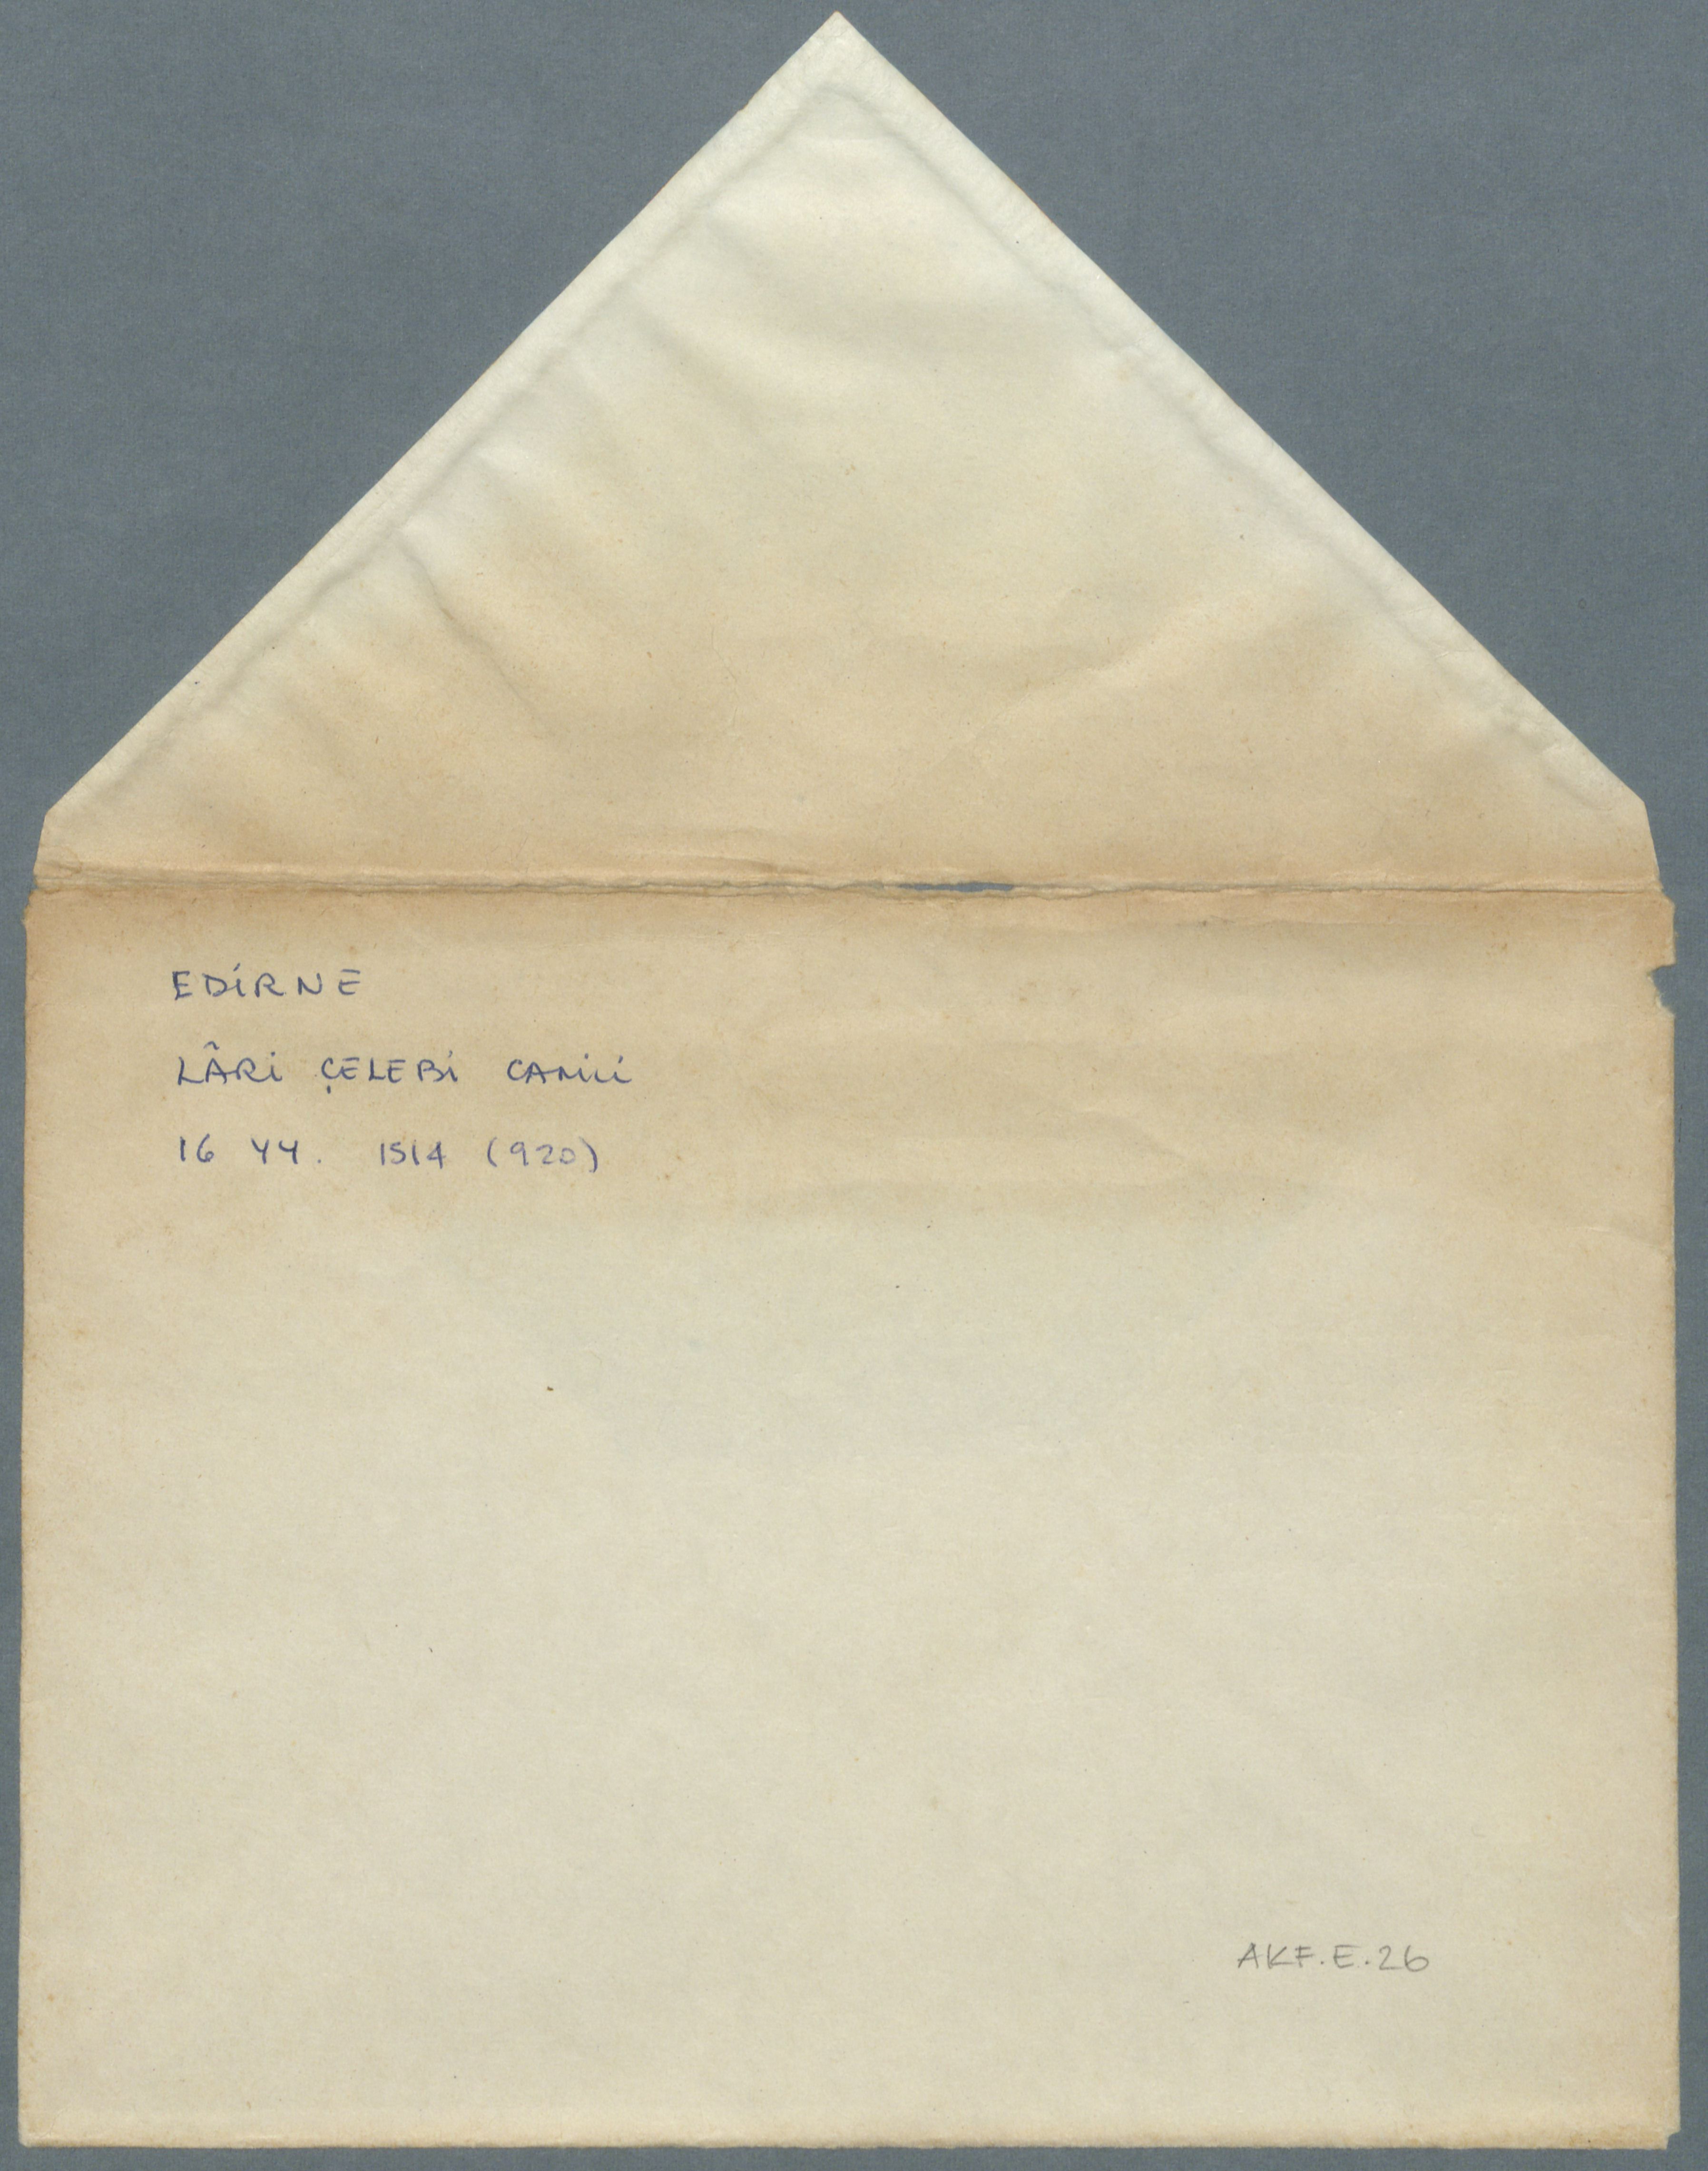 EDİRNE
LÂRİ ÇELEBİ CAMİİ
16 YY. 1514 (920)
AKF.E.26